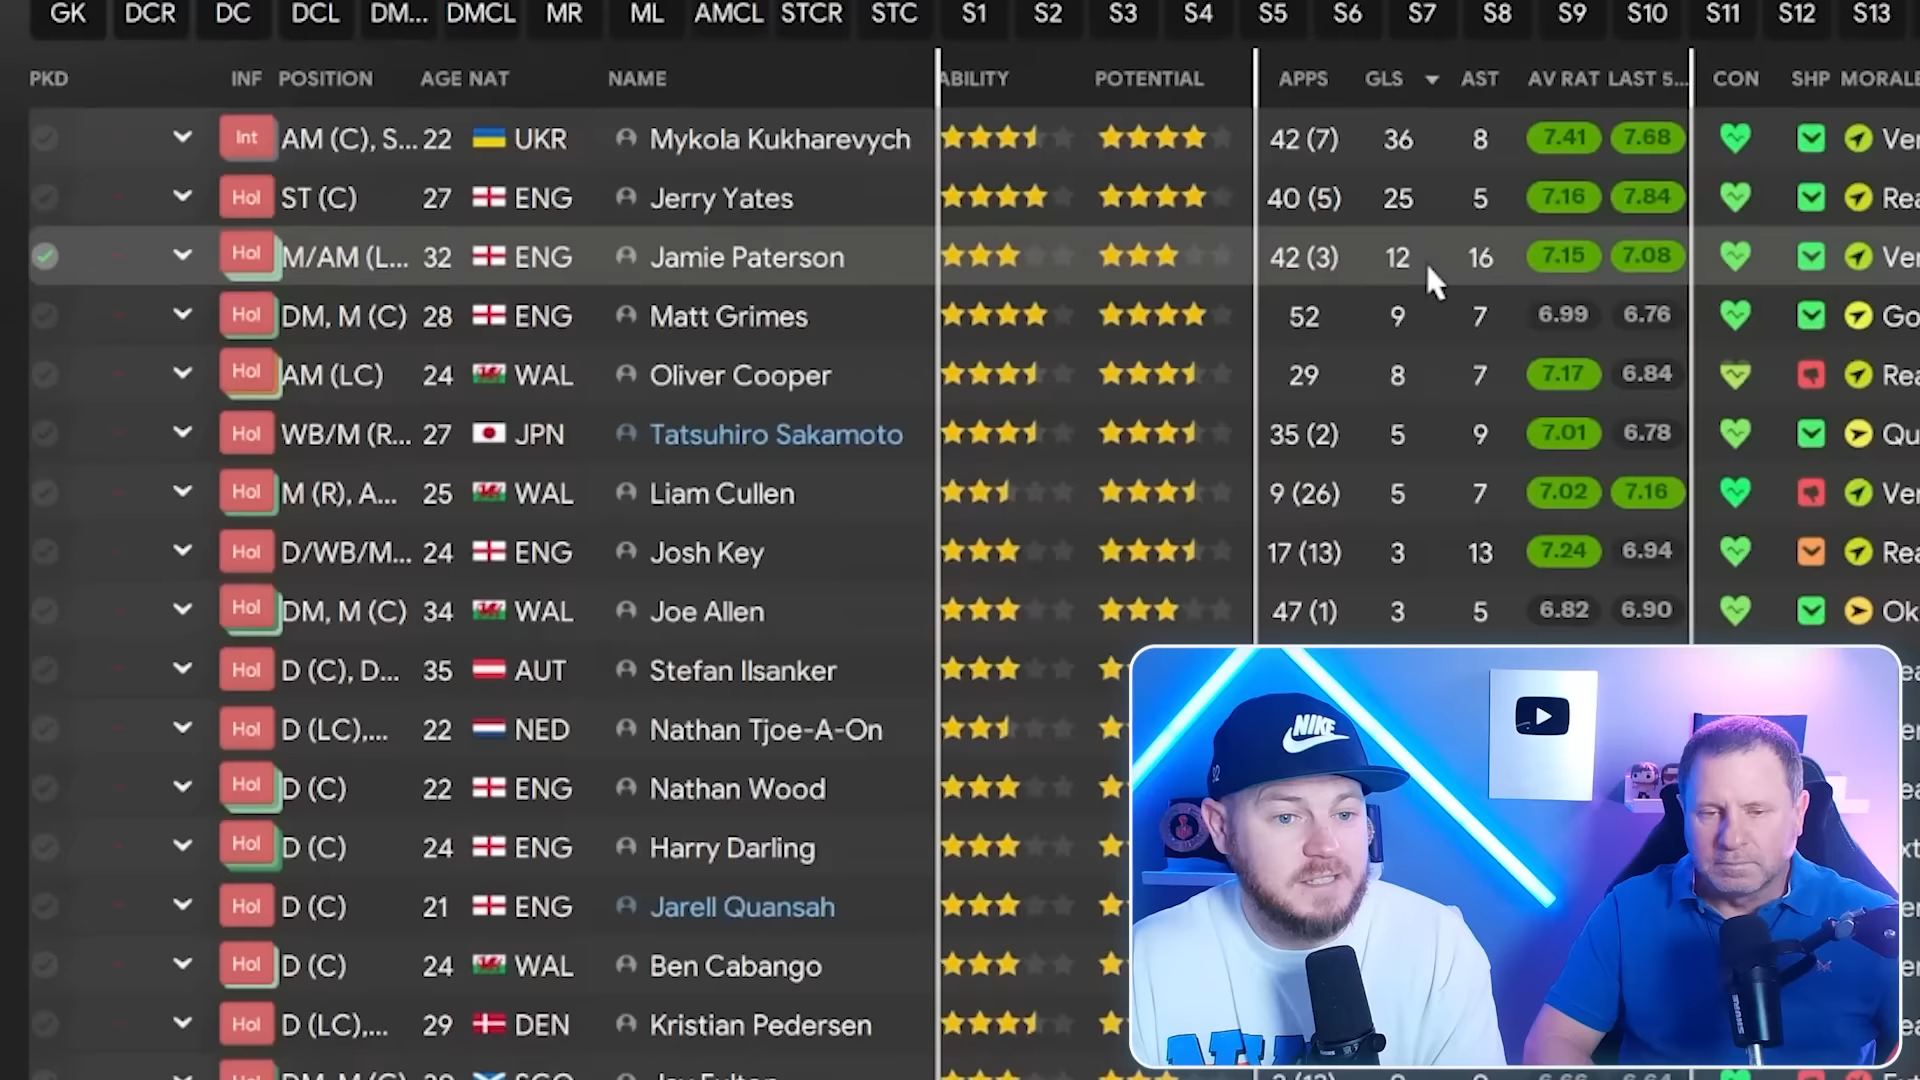 GK DCR DC DCL DM... DMCL MR ML AMCL STCR STC S1 S2 S3 S4 S5 S6 S7 S8 S9 S10 S11 S12 S13
PKD INF POSITION AGE NAT NAME ABILITY POTENTIAL APPS GLS AST AV RAT LAST 5... CON SHP MORALE
Int AM (C), S... 22 UKR Mykola Kukharevych 42 (7) 36 8 7.41 7.68 Ver
Hol ST (C) 27 ENG Jerry Yates 40 (5) 25 5 7.16 7.84 Rea
Hol M/AM (L... 32 ENG Jamie Paterson 42 (3) 12 16 7.15 7.08 Ver
Hol DM, M (C) 28 ENG Matt Grimes 52 9 7 6.99 6.76 Go
Hol AM (LC) 24 WAL Oliver Cooper 29 8 7 7.17 6.84 Rea
Hol WB/M (R... 27 JPN Tatsuhiro Sakamoto 35 (2) 5 9 7.01 6.78 Qu
Hol M (R), A... 25 WAL Liam Cullen 9 (26) 5 7 7.02 7.16 Ver
Hol D/WB/M... 24 ENG Josh Key 17 (13) 3 13 7.24 6.94 Rea
Hol DM, M (C) 34 WAL Joe Allen 47 (1) 3 5 6.82 6.90 Ok
Hol D (C), D... 35 AUT Stefan Ilsanker
Hol D (LC),... 22 NED Nathan Tjoe-A-On
Hol D (C) 22 ENG Nathan Wood
Hol D (C) 24 ENG Harry Darling
Hol D (C) 21 ENG Jarell Quansah
Hol D (C) 24 WAL Ben Cabango
Hol D (LC),... 29 DEN Kristian Pedersen
NIKE
SHURE